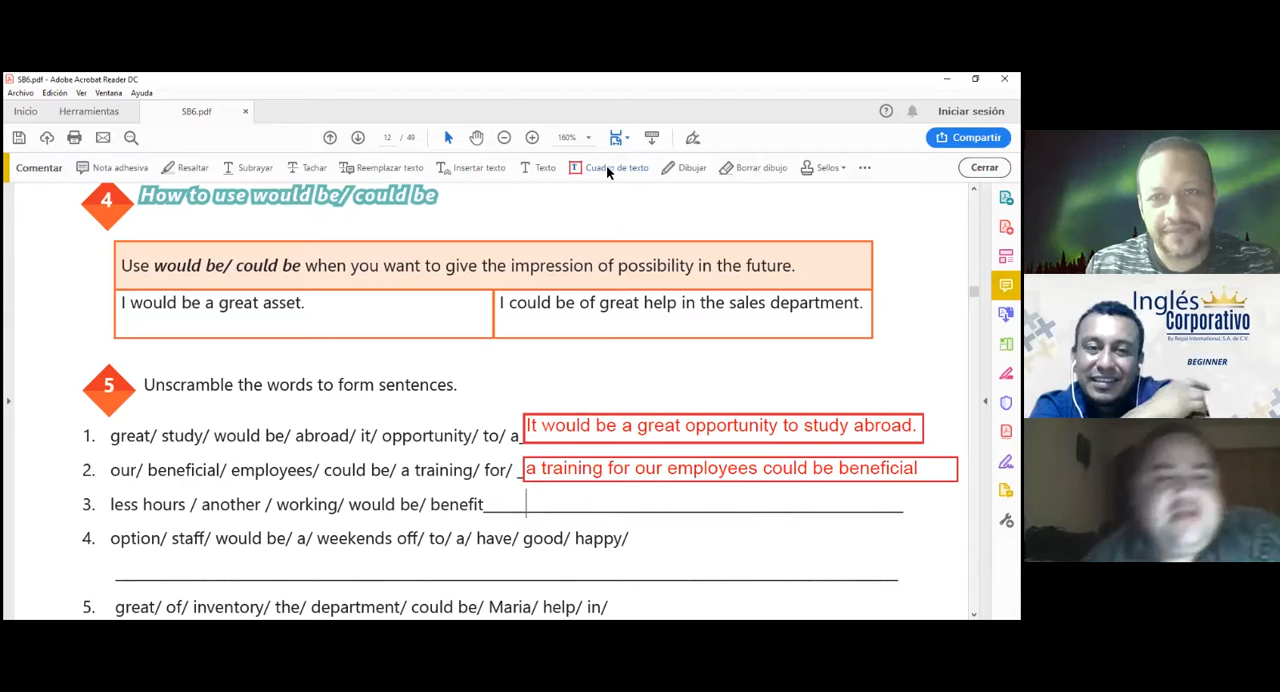 SB6.pdf - Adobe Acrobat Reader DC
Archivo Edición Ver Ventana Ayuda
Inicio Herramientas SB6.pdf × Iniciar sesión
12 / 49 160% Compartir
Comentar Nota adhesiva Resaltar Subrayar Tachar Reemplazar texto Insertar texto Texto Cuadro de texto Dibujar Borrar dibujo Sellos Cerrar
4 How to use would be/ could be
Use would be/ could be when you want to give the impression of possibility in the future.
I would be a great asset. I could be of great help in the sales department.
5 Unscramble the words to form sentences.
1. great/ study/ would be/ abroad/ it/ opportunity/ to/ a_ It would be a great opportunity to study abroad.
2. our/ beneficial/ employees/ could be/ a training/ for/ _ a training for our employees could be beneficial
3. less hours / another / working/ would be/ benefit
4. option/ staff/ would be/ a/ weekends off/ to/ a/ have/ good/ happy/
5. great/ of/ inventory/ the/ department/ could be/ Maria/ help/ in/
Inglés
Corporativo
By Regal International, S.A. de C.V.
BEGINNER